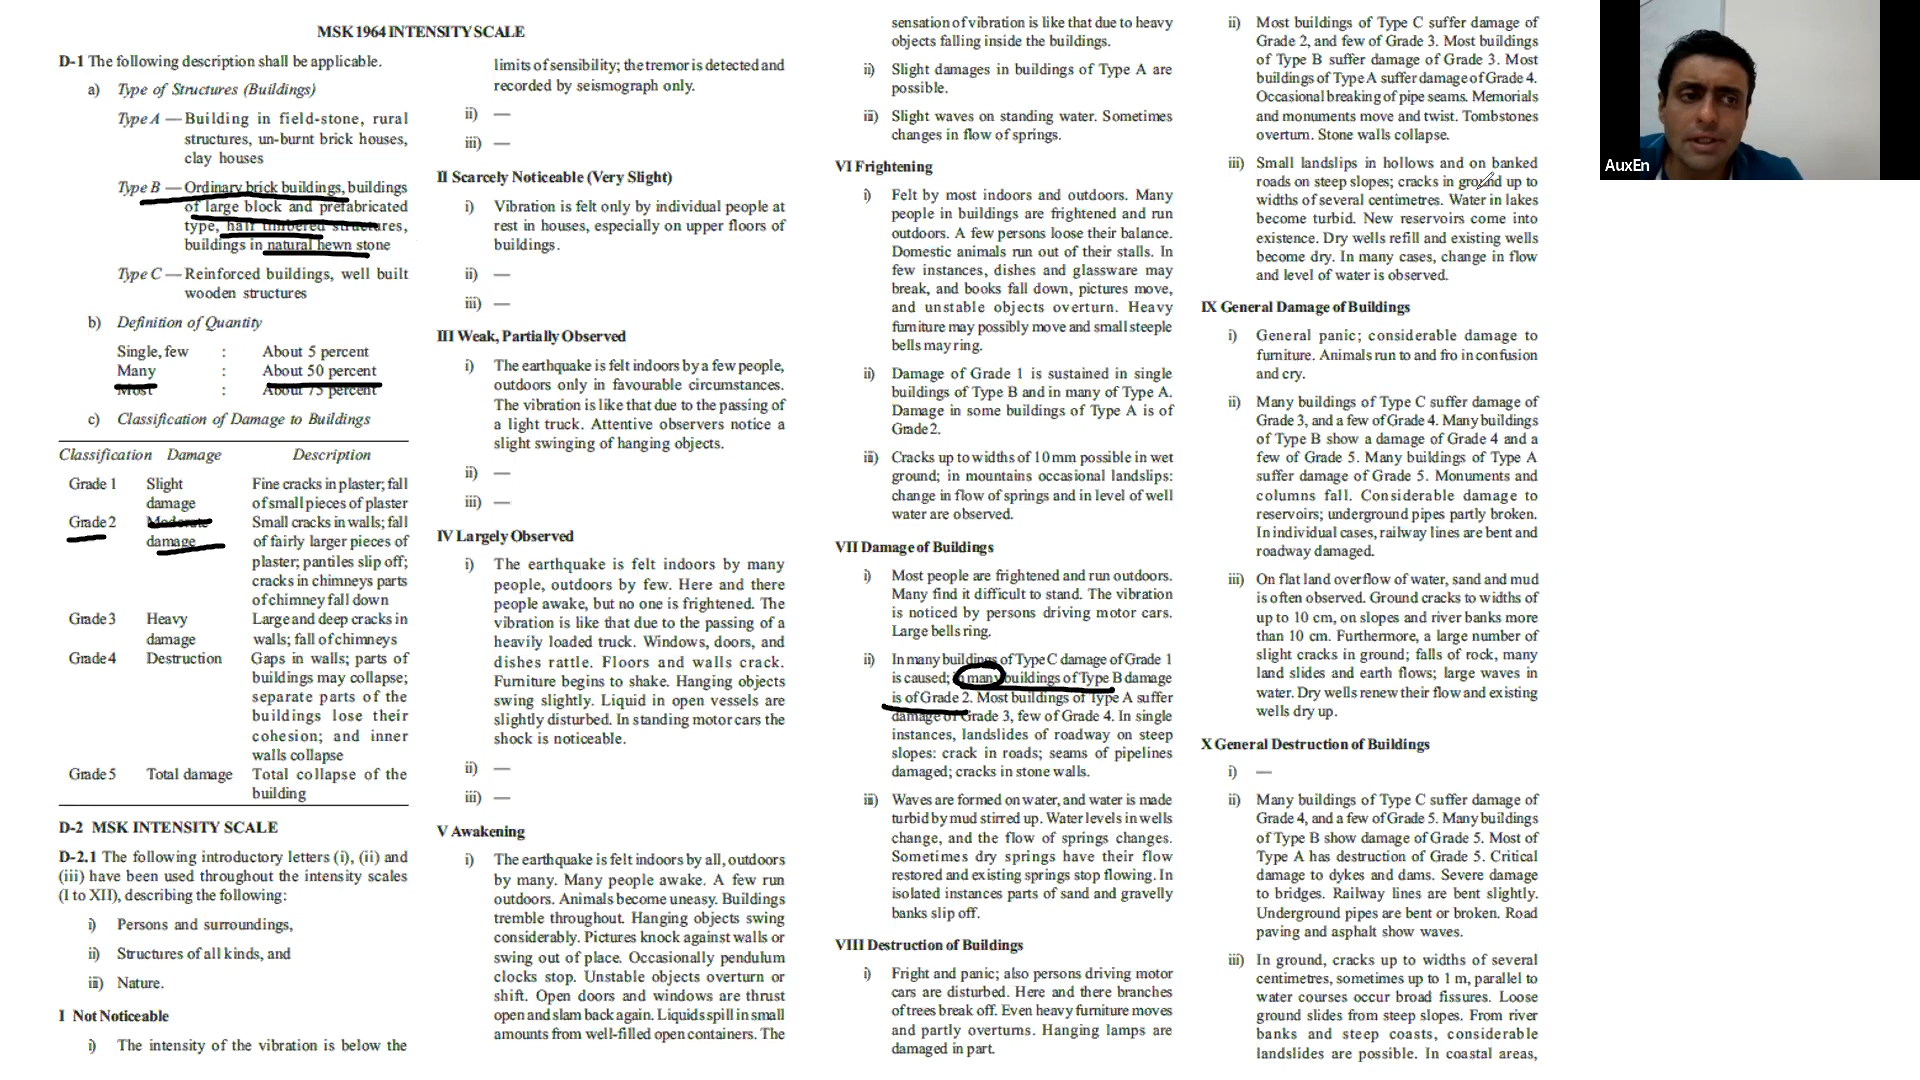 MSK 1964 INTENSITY SCALE
D-1 The following description shall be applicable.
a) Type of Structures (Buildings)
Type A — Building in field-stone, rural
structures, un-burnt brick houses,
clay houses
Type B — Ordinary brick buildings, buildings
of large block and prefabricated
type, half timbered structures,
buildings in natural hewn stone
Type C — Reinforced buildings, well built
wooden structures
b) Definition of Quantity
Single, few : About 5 percent
Many : About 50 percent
Most : About 75 percent
c) Classification of Damage to Buildings
Classification Damage Description
Grade 1 Slight Fine cracks in plaster; fall
damage of small pieces of plaster
Grade 2 Moderate Small cracks in walls; fall
damage of fairly larger pieces of
plaster; pantiles slip off;
cracks in chimneys parts
of chimney fall down
Grade 3 Heavy Large and deep cracks in
damage walls; fall of chimneys
Grade 4 Destruction Gaps in walls; parts of
buildings may collapse;
separate parts of the
buildings lose their
cohesion; and inner
walls collapse
Grade 5 Total damage Total collapse of the
building
D-2 MSK INTENSITY SCALE
D-2.1 The following introductory letters (i), (ii) and
(iii) have been used throughout the intensity scales
(I to XII), describing the following:
i) Persons and surroundings,
ii) Structures of all kinds, and
iii) Nature.
I Not Noticeable
i) The intensity of the vibration is below the
limits of sensibility; the tremor is detected and
recorded by seismograph only.
ii) —
iii) —
II Scarcely Noticeable (Very Slight)
i) Vibration is felt only by individual people at
rest in houses, especially on upper floors of
buildings.
ii) —
iii) —
III Weak, Partially Observed
i) The earthquake is felt indoors by a few people,
outdoors only in favourable circumstances.
The vibration is like that due to the passing of
a light truck. Attentive observers notice a
slight swinging of hanging objects.
ii) —
iii) —
IV Largely Observed
i) The earthquake is felt indoors by many
people, outdoors by few. Here and there
people awake, but no one is frightened. The
vibration is like that due to the passing of a
heavily loaded truck. Windows, doors, and
dishes rattle. Floors and walls crack.
Furniture begins to shake. Hanging objects
swing slightly. Liquid in open vessels are
slightly disturbed. In standing motor cars the
shock is noticeable.
ii) —
iii) —
V Awakening
i) The earthquake is felt indoors by all, outdoors
by many. Many people awake. A few run
outdoors. Animals become uneasy. Buildings
tremble throughout. Hanging objects swing
considerably. Pictures knock against walls or
swing out of place. Occasionally pendulum
clocks stop. Unstable objects overturn or
shift. Open doors and windows are thrust
open and slam back again. Liquids spill in small
amounts from well-filled open containers. The
sensation of vibration is like that due to heavy
objects falling inside the buildings.
ii) Slight damages in buildings of Type A are
possible.
iii) Slight waves on standing water. Sometimes
changes in flow of springs.
VI Frightening
i) Felt by most indoors and outdoors. Many
people in buildings are frightened and run
outdoors. A few persons loose their balance.
Domestic animals run out of their stalls. In
few instances, dishes and glassware may
break, and books fall down, pictures move,
and unstable objects overturn. Heavy
furniture may possibly move and small steeple
bells may ring.
ii) Damage of Grade 1 is sustained in single
buildings of Type B and in many of Type A.
Damage in some buildings of Type A is of
Grade 2.
iii) Cracks up to widths of 10 mm possible in wet
ground; in mountains occasional landslips:
change in flow of springs and in level of well
water are observed.
VII Damage of Buildings
i) Most people are frightened and run outdoors.
Many find it difficult to stand. The vibration
is noticed by persons driving motor cars.
Large bells ring.
ii) In many buildings of Type C damage of Grade 1
is caused; in many buildings of Type B damage
is of Grade 2. Most buildings of Type A suffer
damage of Grade 3, few of Grade 4. In single
instances, landslides of roadway on steep
slopes: crack in roads; seams of pipelines
damaged; cracks in stone walls.
iii) Waves are formed on water, and water is made
turbid by mud stirred up. Water levels in wells
change, and the flow of springs changes.
Sometimes dry springs have their flow
restored and existing springs stop flowing. In
isolated instances parts of sand and gravelly
banks slip off.
VIII Destruction of Buildings
i) Fright and panic; also persons driving motor
cars are disturbed. Here and there branches
of trees break off. Even heavy furniture moves
and partly overturns. Hanging lamps are
damaged in part.
ii) Most buildings of Type C suffer damage of
Grade 2, and few of Grade 3. Most buildings
of Type B suffer damage of Grade 3. Most
buildings of Type A suffer damage of Grade 4.
Occasional breaking of pipe seams. Memorials
and monuments move and twist. Tombstones
overturn. Stone walls collapse.
iii) Small landslips in hollows and on banked
roads on steep slopes; cracks in ground up to
widths of several centimetres. Water in lakes
become turbid. New reservoirs come into
existence. Dry wells refill and existing wells
become dry. In many cases, change in flow
and level of water is observed.
IX General Damage of Buildings
i) General panic; considerable damage to
furniture. Animals run to and fro in confusion
and cry.
ii) Many buildings of Type C suffer damage of
Grade 3, and a few of Grade 4. Many buildings
of Type B show a damage of Grade 4 and a
few of Grade 5. Many buildings of Type A
suffer damage of Grade 5. Monuments and
columns fall. Considerable damage to
reservoirs; underground pipes partly broken.
In individual cases, railway lines are bent and
roadway damaged.
iii) On flat land overflow of water, sand and mud
is often observed. Ground cracks to widths of
up to 10 cm, on slopes and river banks more
than 10 cm. Furthermore, a large number of
slight cracks in ground; falls of rock, many
land slides and earth flows; large waves in
water. Dry wells renew their flow and existing
wells dry up.
X General Destruction of Buildings
i) —
ii) Many buildings of Type C suffer damage of
Grade 4, and a few of Grade 5. Many buildings
of Type B show damage of Grade 5. Most of
Type A has destruction of Grade 5. Critical
damage to dykes and dams. Severe damage
to bridges. Railway lines are bent slightly.
Underground pipes are bent or broken. Road
paving and asphalt show waves.
iii) In ground, cracks up to widths of several
centimetres, sometimes up to 1 m, parallel to
water courses occur broad fissures. Loose
ground slides from steep slopes. From river
banks and steep coasts, considerable
landslides are possible. In coastal areas,
AuxEn